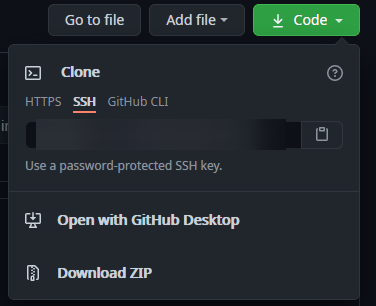 Go to file Add file Code
Clone
HTTPS SSH GitHub CLI
Use a password-protected SSH key.
Open with GitHub Desktop
Download ZIP